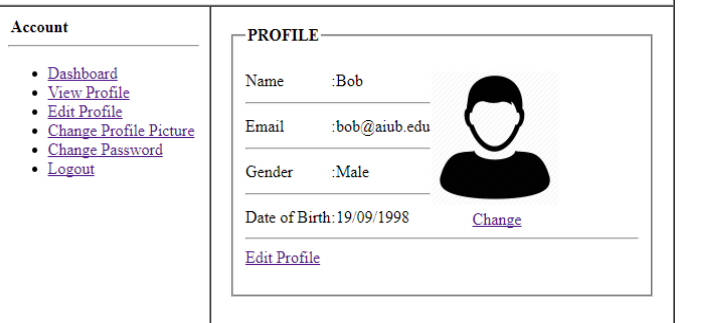 Account
Dashboard
View Profile
Edit Profile
Change Profile Picture
Change Password
Logout
PROFILE
Name :Bob
Email :bob@aiub.edu
Gender :Male
Date of Birth:19/09/1998
Change
Edit Profile